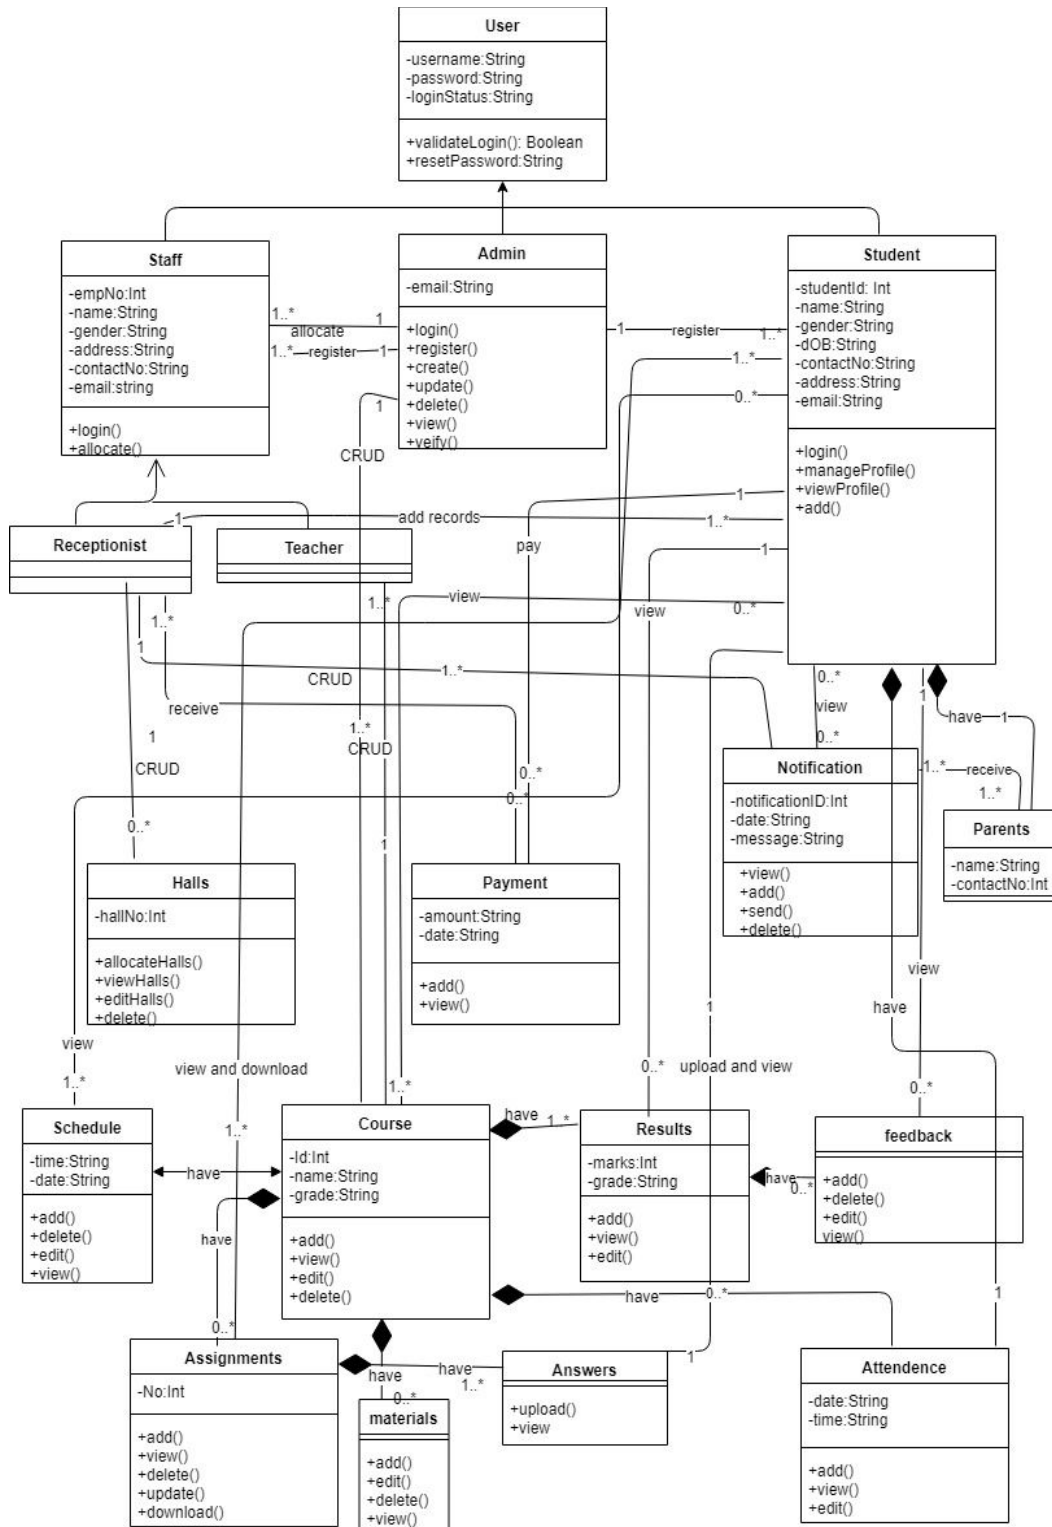 User
-username:String
-password:String
-loginStatus:String
+validateLogin(): Boolean
+resetPassword:String
Staff
-empNo:Int
-name:String
-gender:String
-address:String
-contactNo:String
-email:string
+login()
+allocate()
1..*
1
allocate
1..*
register
1
Admin
-email:String
+login()
+register()
+create()
+update()
+delete()
+view()
+veify()
1
register
1..*
Student
-studentId: Int
-name:String
-gender:String
-dOB:String
-contactNo:String
-address:String
-email:String
+login()
+manageProfile()
+viewProfile()
+add()
1..*
0..*
1
CRUD
1
pay
1
add records
1..*
Receptionist
Teacher
1
view
1..*
view
0..*
1..*
1
CRUD
1..*
receive
1
CRUD
0..*
1..*
CRUD
1
0..*
0..*
0..*
view
0..*
1
have
1
Notification
-notificationID:Int
-date:String
-message:String
+view()
+add()
+send()
+delete()
1..*
receive
1..*
Parents
-name:String
-contactNo:Int
Halls
-hallNo:Int
+allocateHalls()
+viewHalls()
+editHalls()
+delete()
Payment
-amount:String
-date:String
+add()
+view()
view
have
1
view
1..*
view and download
1..*
1..*
0..*
upload and view
0..*
Schedule
-time:String
-date:String
+add()
+delete()
+edit()
+view()
have
Course
-Id:Int
-name:String
-grade:String
+add()
+view()
+edit()
+delete()
have
1..*
Results
-marks:Int
-grade:String
+add()
+view()
+edit()
have
0..*
feedback
+add()
+delete()
+edit()
view()
have
0..*
have
0..*
1
Assignments
-No:Int
+add()
+view()
+delete()
+update()
+download()
have
1..*
have
0..*
materials
+add()
+edit()
+delete()
+view()
Answers
+upload()
+view
1
Attendence
-date:String
-time:String
+add()
+view()
+edit()